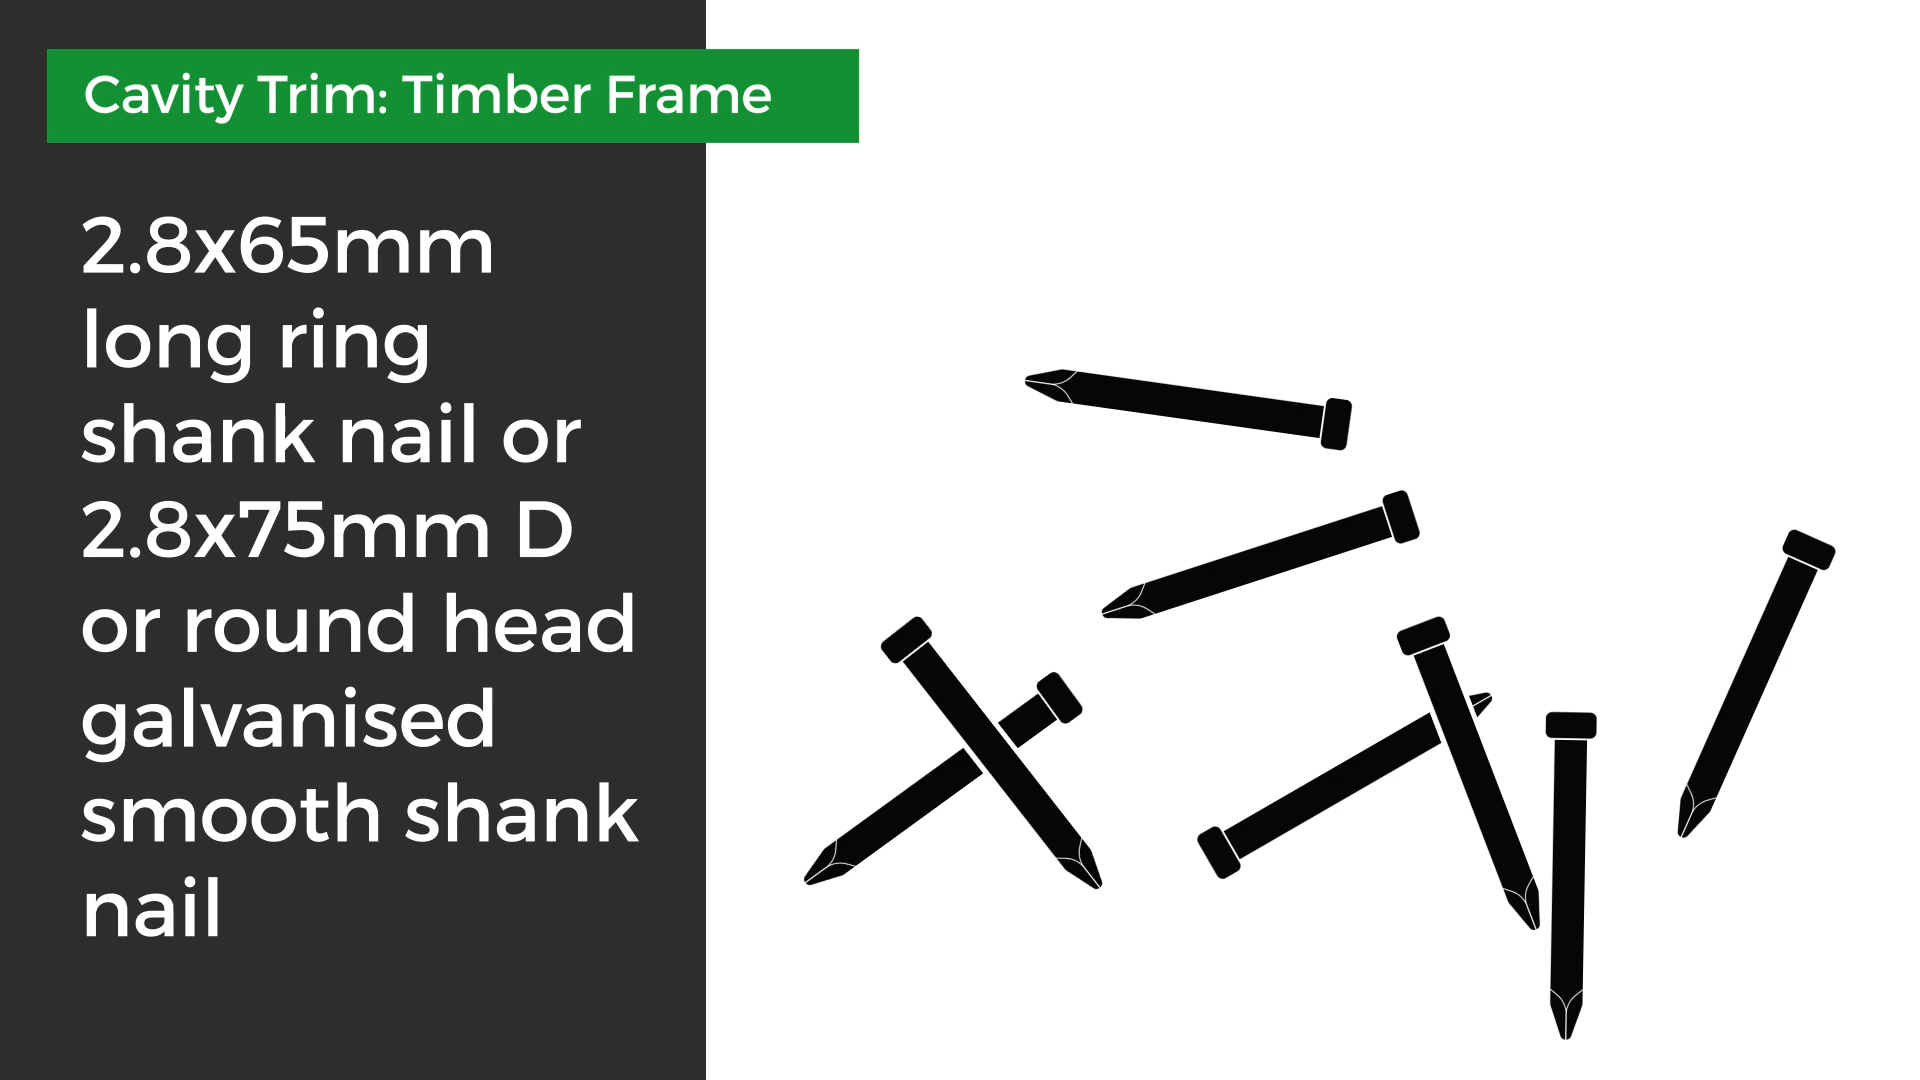 Cavity Trim: Timber Frame
2.8x65mm
long ring
shank nail or
2.8x75mm D
or round head
galvanised
smooth shank
nail